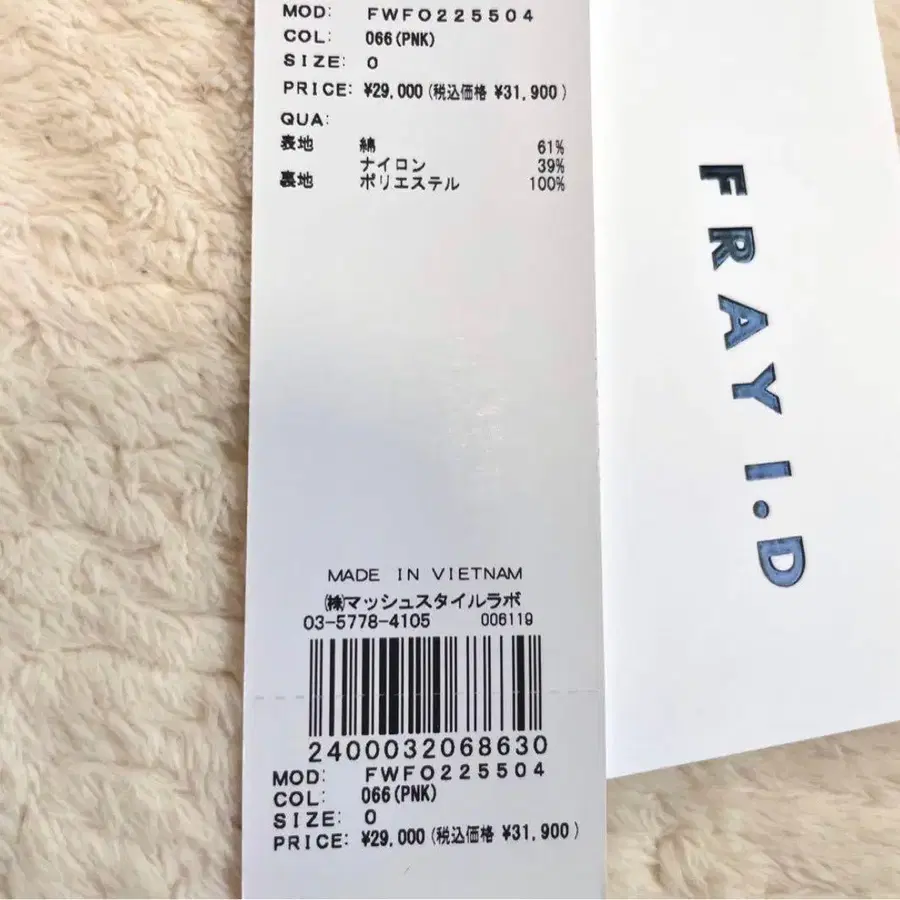 MOD: FWFO225504
COL: 066(PNK)
SIZE: 0
PRICE: ¥29,000(税込価格 ¥31,900)
QUA:
表地 綿 61%
ナイロン 39%
裏地 ポリエステル 100%
MADE IN VIETNAM
㈱マッシュスタイルラボ
03-5778-4105 006119
2400032068630
MOD: FWFO225504
COL: 066(PNK)
SIZE: 0
PRICE: ¥29,000(税込価格 ¥31,900)
FRAY I.D